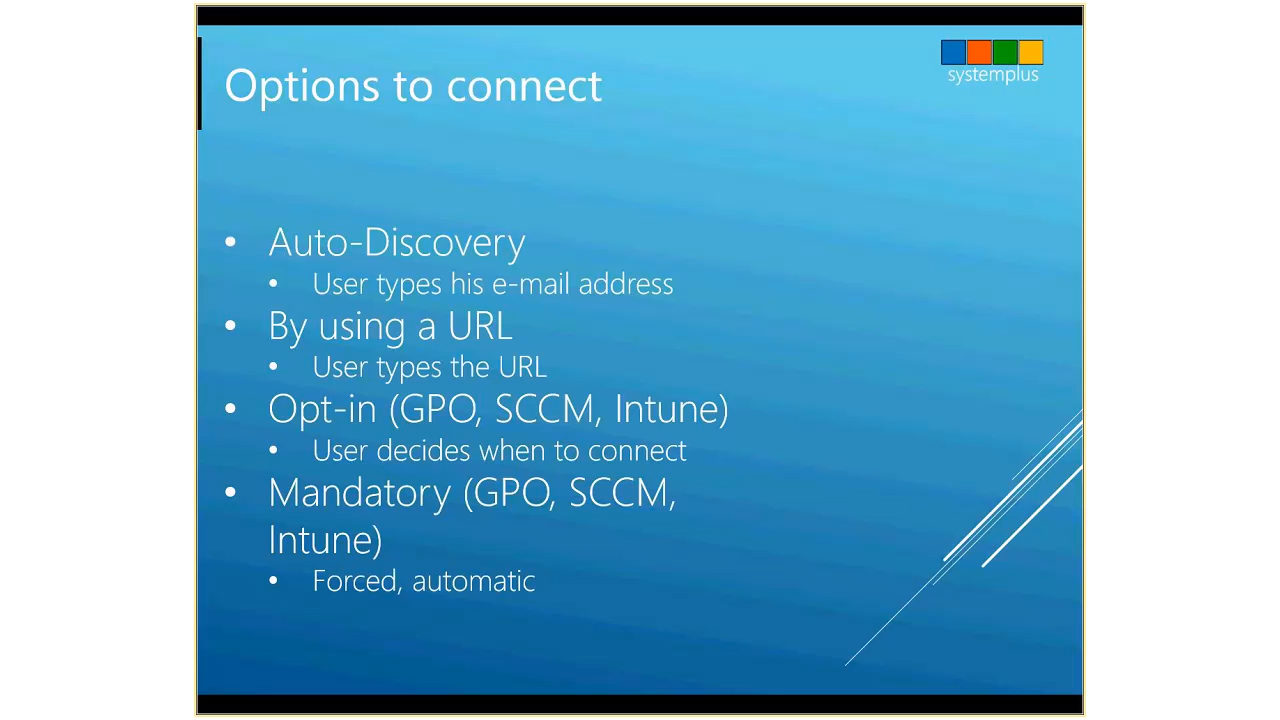 Options to connect
systemplus
• Auto-Discovery
• User types his e-mail address
• By using a URL
• User types the URL
• Opt-in (GPO, SCCM, Intune)
• User decides when to connect
• Mandatory (GPO, SCCM,
Intune)
• Forced, automatic